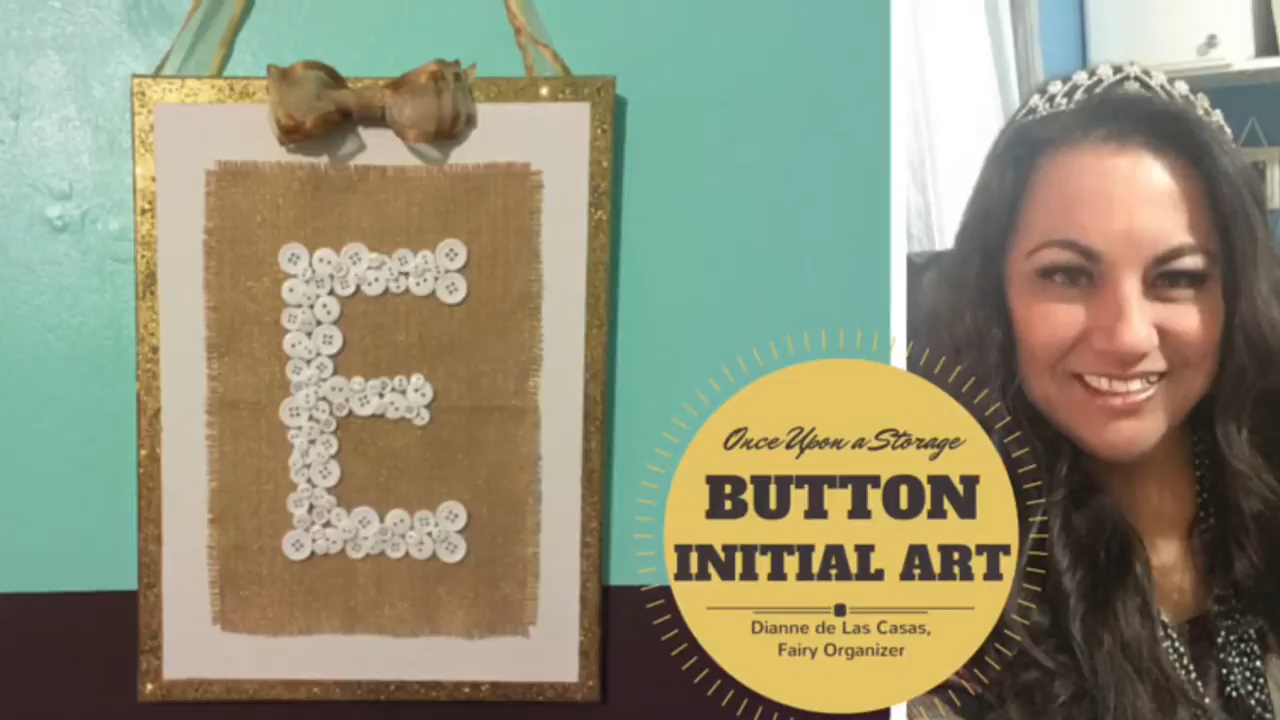 E
Once Upon a Storage
BUTTON
INITIAL ART
Dianne de Las Casas,
Fairy Organizer